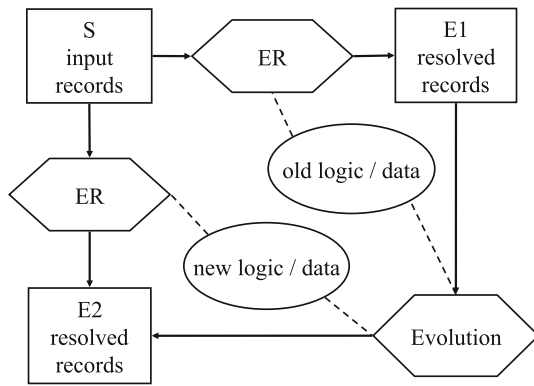 S
input
records
ER
E1
resolved
records
old logic / data
ER
new logic / data
E2
resolved
records
Evolution